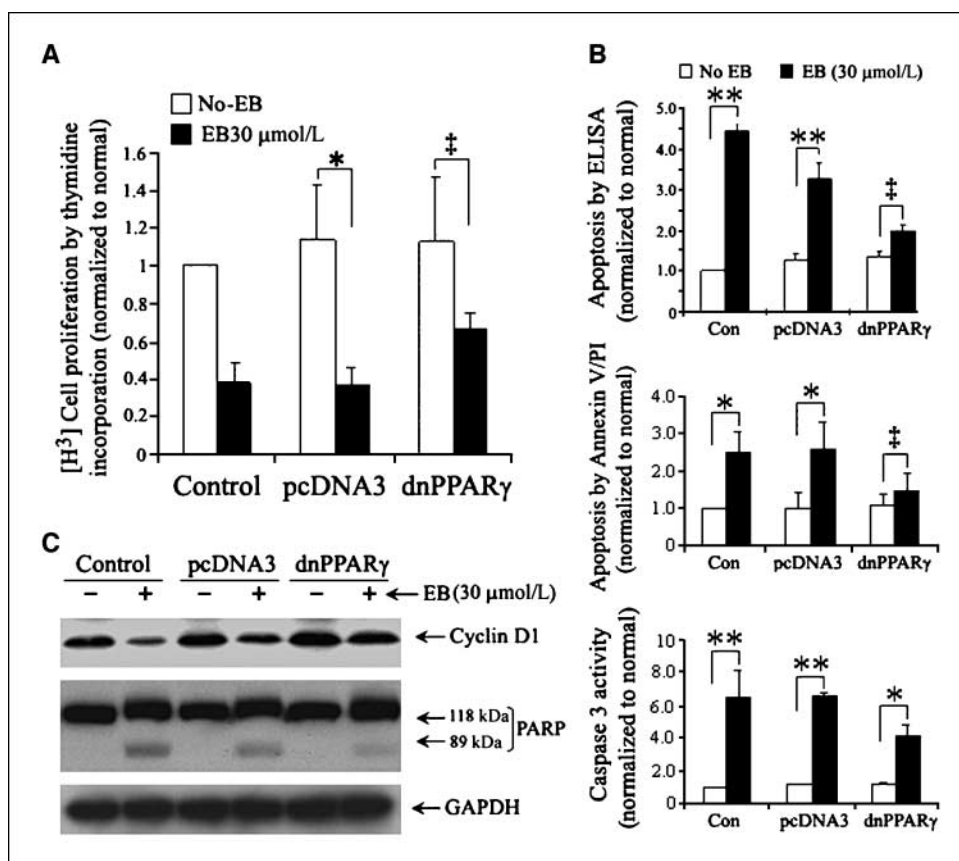 A
No-EB
EB30 μmol/L
[H³] Cell proliferation by thymidine
incorporation (normalized to normal)
1.6
1.4
1.2
1
0.8
0.6
0.4
0.2
0
*
‡
Control
pcDNA3
dnPPARγ
B
No EB
EB (30 μmol/L)
Apoptosis by ELISA
(normalized to normal)
5.0
4.0
3.0
2.0
1.0
0
**
**
‡
Con
pcDNA3
dnPPARγ
Apoptosis by Annexin V/PI
(normalized to normal)
4.0
3.0
2.0
1.0
0
*
*
‡
Con
pcDNA3
dnPPARγ
Caspase 3 activity
(normalized to normal)
12
10
8.0
6.0
4.0
2.0
0
**
**
*
Con
pcDNA3
dnPPARγ
C
Control pcDNA3 dnPPARγ
− + − + − + EB (30 μmol/L)
Cyclin D1
118 kDa
89 kDa
PARP
GAPDH